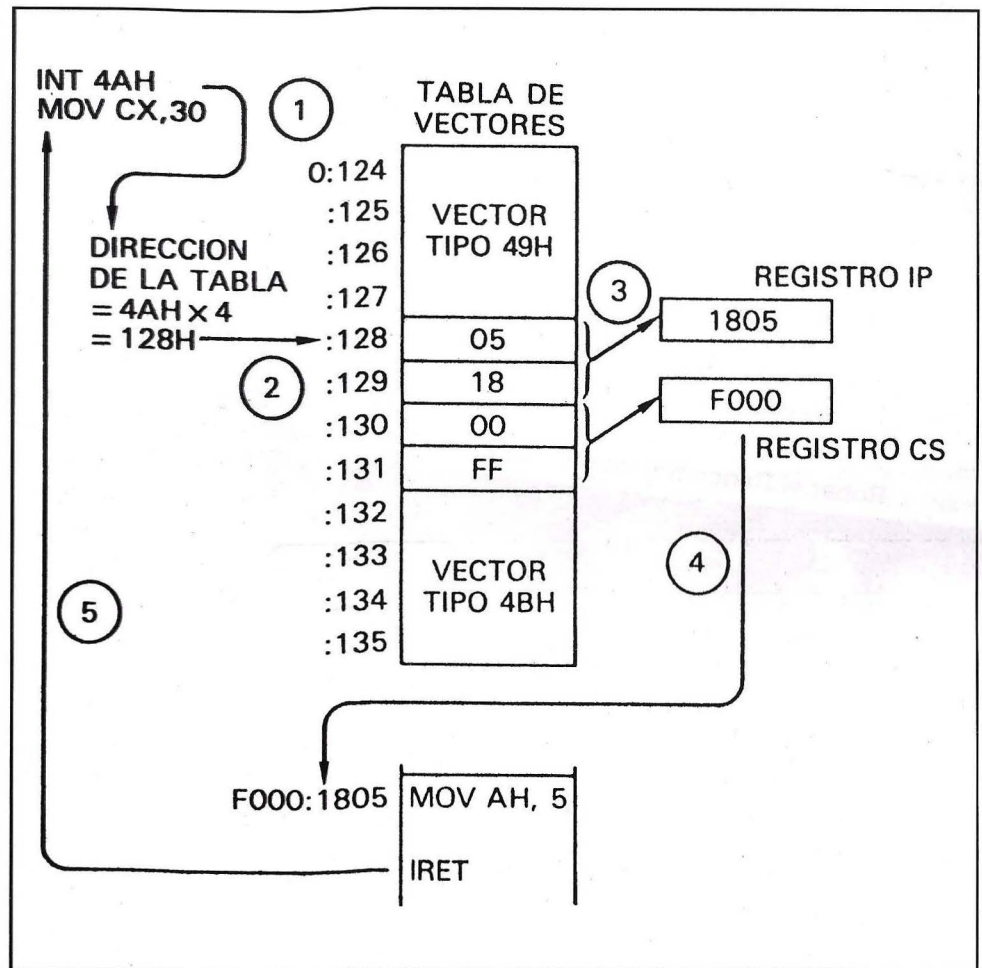 INT 4AH
MOV CX,30
1
TABLA DE
VECTORES
0:124
:125
:126
:127
VECTOR
TIPO 49H
DIRECCION
DE LA TABLA
= 4AH x 4
= 128H
2
:128
05
:129
18
:130
00
:131
FF
3
REGISTRO IP
1805
F000
REGISTRO CS
:132
:133
:134
:135
VECTOR
TIPO 4BH
4
5
F000:1805
MOV AH, 5
IRET